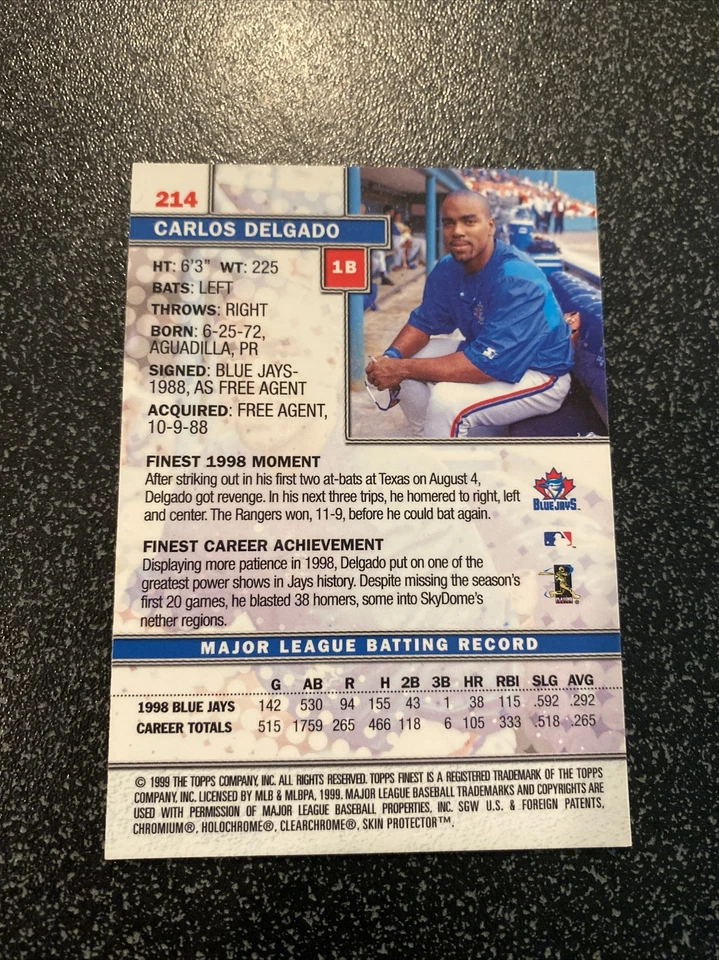 214
CARLOS DELGADO
1B
HT: 6'3" WT: 225
BATS: LEFT
THROWS: RIGHT
BORN: 6-25-72,
AGUADILLA, PR
SIGNED: BLUE JAYS-
1988, AS FREE AGENT
ACQUIRED: FREE AGENT,
10-9-88
FINEST 1998 MOMENT
After striking out in his first two at-bats at Texas on August 4,
Delgado got revenge. In his next three trips, he homered to right, left
and center. The Rangers won, 11-9, before he could bat again.
BLUE JAYS
FINEST CAREER ACHIEVEMENT
Displaying more patience in 1998, Delgado put on one of the
greatest power shows in Jays history. Despite missing the season's
first 20 games, he blasted 38 homers, some into SkyDome's
nether regions.
MAJOR LEAGUE BATTING RECORD
G AB R H 2B 3B HR RBI SLG AVG
1998 BLUE JAYS 142 530 94 155 43 1 38 115 .592 .292
CAREER TOTALS 515 1759 265 466 118 6 105 333 .518 .265
© 1999 THE TOPPS COMPANY, INC. ALL RIGHTS RESERVED. TOPPS FINEST IS A REGISTERED TRADEMARK OF THE TOPPS
COMPANY, INC. LICENSED BY MLB & MLBPA, 1999. MAJOR LEAGUE BASEBALL TRADEMARKS AND COPYRIGHTS ARE
USED WITH PERMISSION OF MAJOR LEAGUE BASEBALL PROPERTIES, INC. SGW U.S. & FOREIGN PATENTS.
CHROMIUM®, HOLOCHROME®, CLEARCHROME®, SKIN PROTECTOR™.